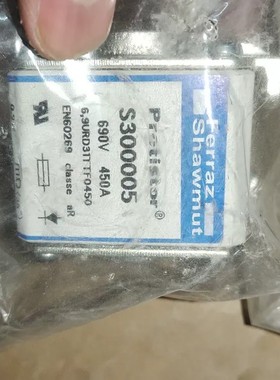 Ferraz
Shawmut
Protistor®
S300005
690V 450A
6,9URD31TTF0450
EN60269 classe aR